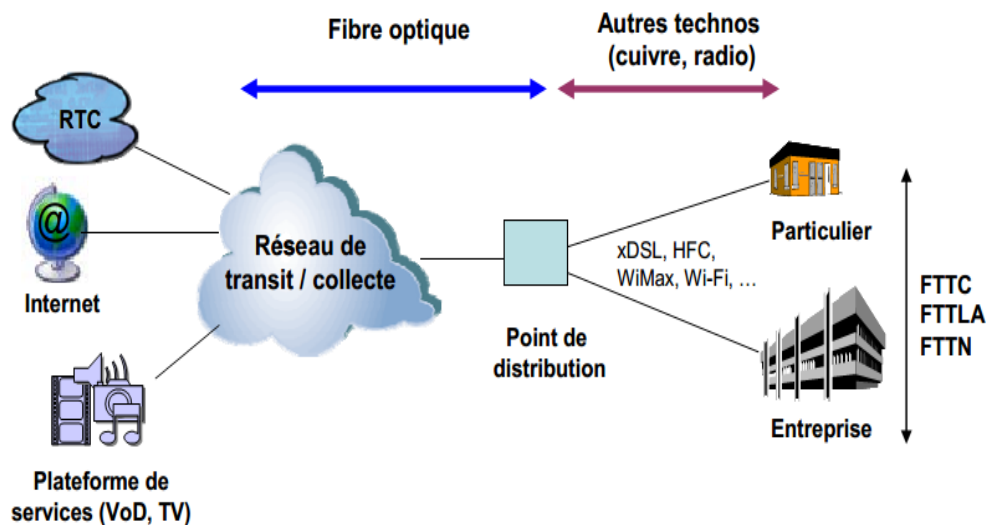 Fibre optique
Autres technos
(cuivre, radio)
RTC
@
Internet
Réseau de
transit / collecte
Plateforme de
services (VoD, TV)
Point de
distribution
xDSL, HFC,
WiMax, Wi-Fi, ...
Particulier
Entreprise
FTTC
FTTLA
FTTN